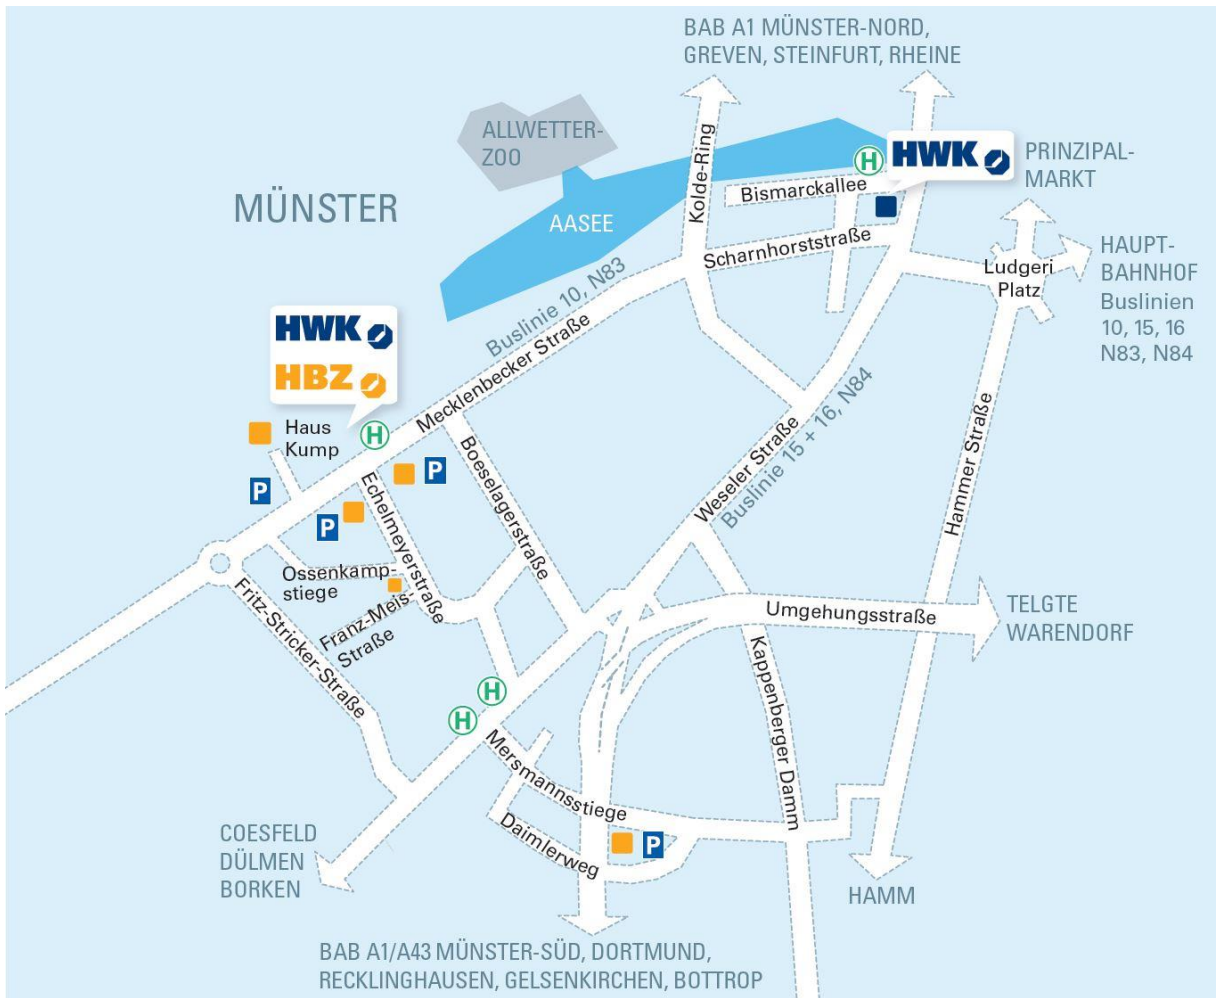 BAB A1 MÜNSTER-NORD,
GREVEN, STEINFURT, RHEINE
ALLWETTER-
ZOO
HWK
PRINZIPAL-
MARKT
Kolde-Ring
Bismarckallee
MÜNSTER
AASEE
Scharnhorststraße
Ludgeri
Platz
HAUPT-
BAHNHOF
Buslinien
10, 15, 16
N83, N84
Buslinie 10, N83
Mecklenbecker Straße
HWK
HBZ
H
H
Haus
Kump
P
P
P
Echelmeyerstraße
Boeselagerstraße
Weseler Straße
Buslinie 15 + 16, N84
Hammer Straße
Ossenkamp-
stiege
Franz-Meis-
Straße
Fritz-Stricker-Straße
Umgehungsstraße
TELGTE
WARENDORF
Kappenberger Damm
H
H
Mersmannsstiege
Daimlerweg
P
COESFELD
DÜLMEN
BORKEN
HAMM
BAB A1/A43 MÜNSTER-SÜD, DORTMUND,
RECKLINGHAUSEN, GELSENKIRCHEN, BOTTROP